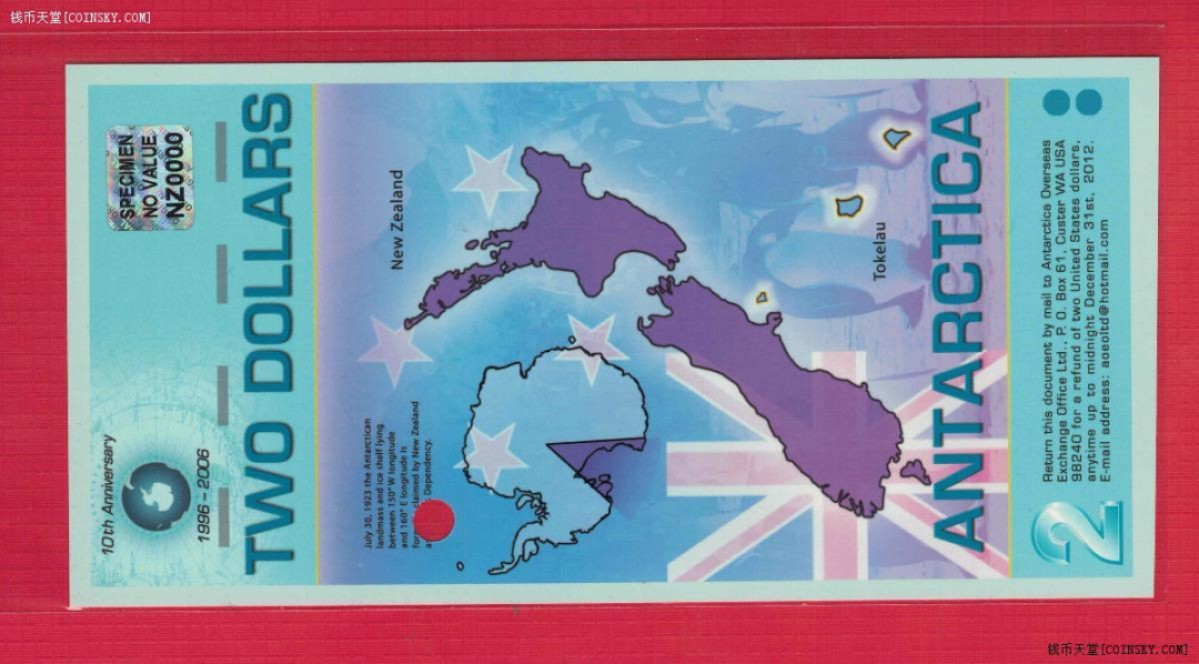 钱币天堂[COINSKY.COM]
SPECIMEN
NO VALUE
NZ0000
10th Anniversary
1996 - 2006
TWO DOLLARS
New Zealand
July 30, 1923 the Antarctican
landmass and ice shelf lying
between 150° W longitude
and 160° E longitude is
claimed by New Zealand
Dependency.
Tokelau
ANTARCTICA
Return this document by mail to Antarctica Overseas
Exchange Office Ltd., P. O. Box 61, Custer WA USA
98240 for a refund of two United States dollars,
anytime up to midnight December 31st, 2012.
E-mail address: aoeoltd@hotmail.com
2
钱币天堂[COINSKY.COM]